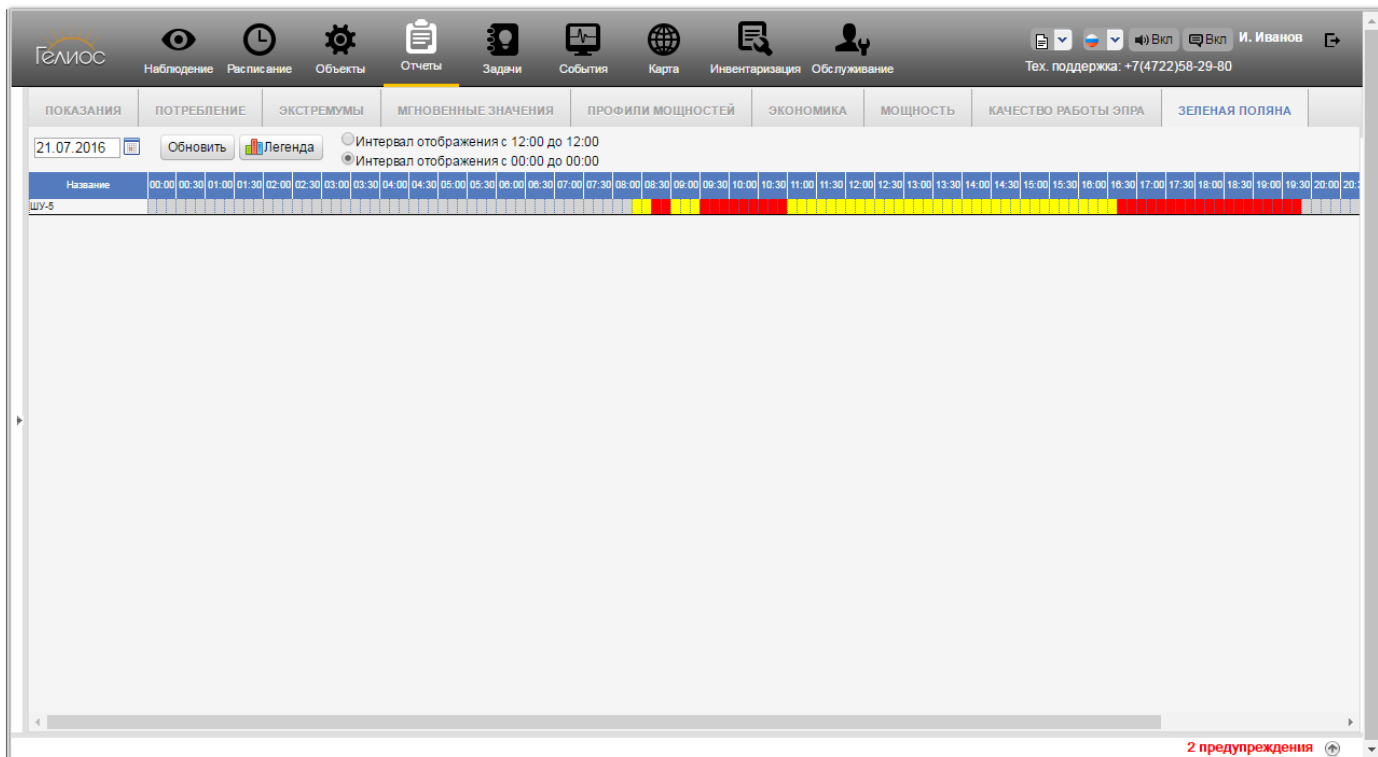 Гелиос
Наблюдение Расписание Объекты Отчеты Задачи События Карта Инвентаризация Обслуживание
Вкл Вкл И. Иванов
Тех. поддержка: +7(4722)58-29-80
ПОКАЗАНИЯ ПОТРЕБЛЕНИЕ ЭКСТРЕМУМЫ МГНОВЕННЫЕ ЗНАЧЕНИЯ ПРОФИЛИ МОЩНОСТЕЙ ЭКОНОМИКА МОЩНОСТЬ КАЧЕСТВО РАБОТЫ ЭПРА ЗЕЛЕНАЯ ПОЛЯНА
21.07.2016 Обновить Легенда
Интервал отображения с 12:00 до 12:00
Интервал отображения с 00:00 до 00:00
Название 00:00 00:30 01:00 01:30 02:00 02:30 03:00 03:30 04:00 04:30 05:00 05:30 06:00 06:30 07:00 07:30 08:00 08:30 09:00 09:30 10:00 10:30 11:00 11:30 12:00 12:30 13:00 13:30 14:00 14:30 15:00 15:30 16:00 16:30 17:00 17:30 18:00 18:30 19:00 19:30 20:00 20:
ШУ-5
2 предупреждения